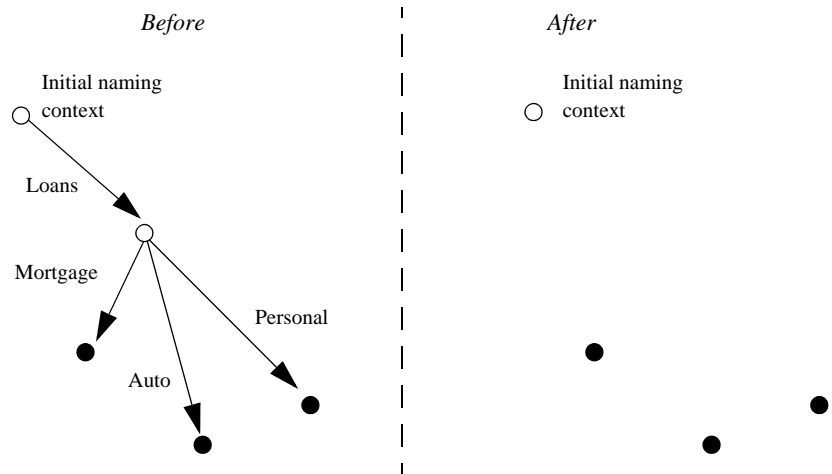 Before
Initial naming
context
Loans
Mortgage
Personal
Auto
After
Initial naming
context